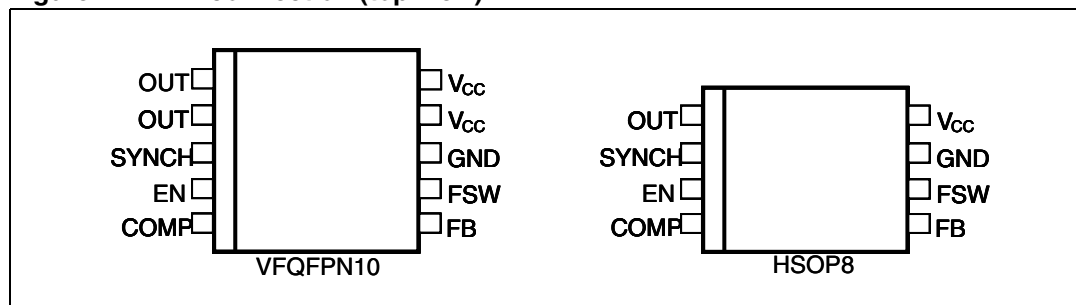 OUT
OUT
SYNCH
EN
COMP
VCC
VCC
GND
FSW
FB
VFQFPN10
OUT
SYNCH
EN
COMP
VCC
GND
FSW
FB
HSOP8